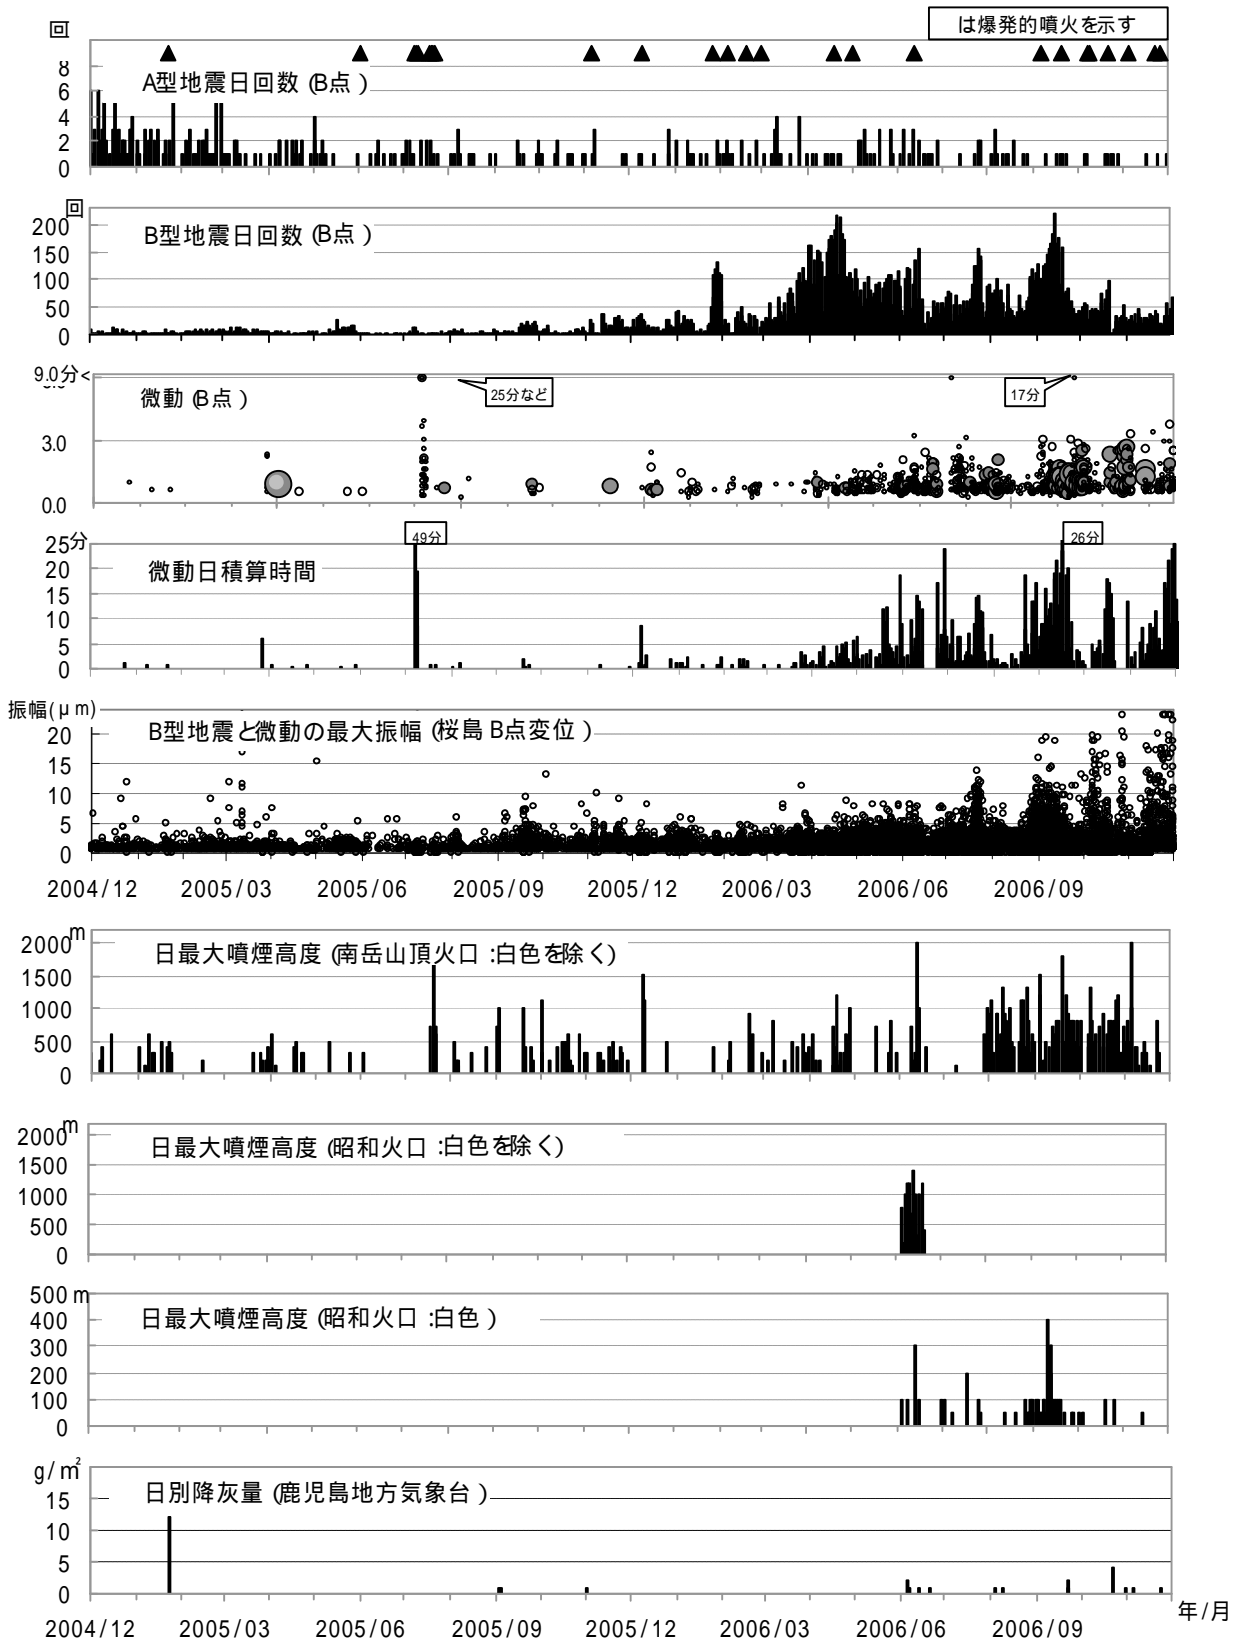 は爆発的噴火を示す
回
A型地震日回数 (B点)
8
6
4
2
0
回
B型地震日回数 (B点)
200
150
100
50
0
9.0分<
微動 (B点)
25分など
17分
3.0
0.0
分
微動日積算時間
49分
26分
25
20
15
10
5
0
振幅(μm)
B型地震と微動の最大振幅 (桜島B点変位)
20
15
10
5
0
2004/12 2005/03 2005/06 2005/09 2005/12 2006/03 2006/06 2006/09
m
日最大噴煙高度 (南岳山頂火口:白色を除く)
2000
1500
1000
500
0
m
日最大噴煙高度 (昭和火口:白色を除く)
2000
1500
1000
500
0
500 m
日最大噴煙高度 (昭和火口:白色)
400
300
200
100
0
g/m²
日別降灰量 (鹿児島地方気象台)
15
10
5
0
年/月
2004/12 2005/03 2005/06 2005/09 2005/12 2006/03 2006/06 2006/09